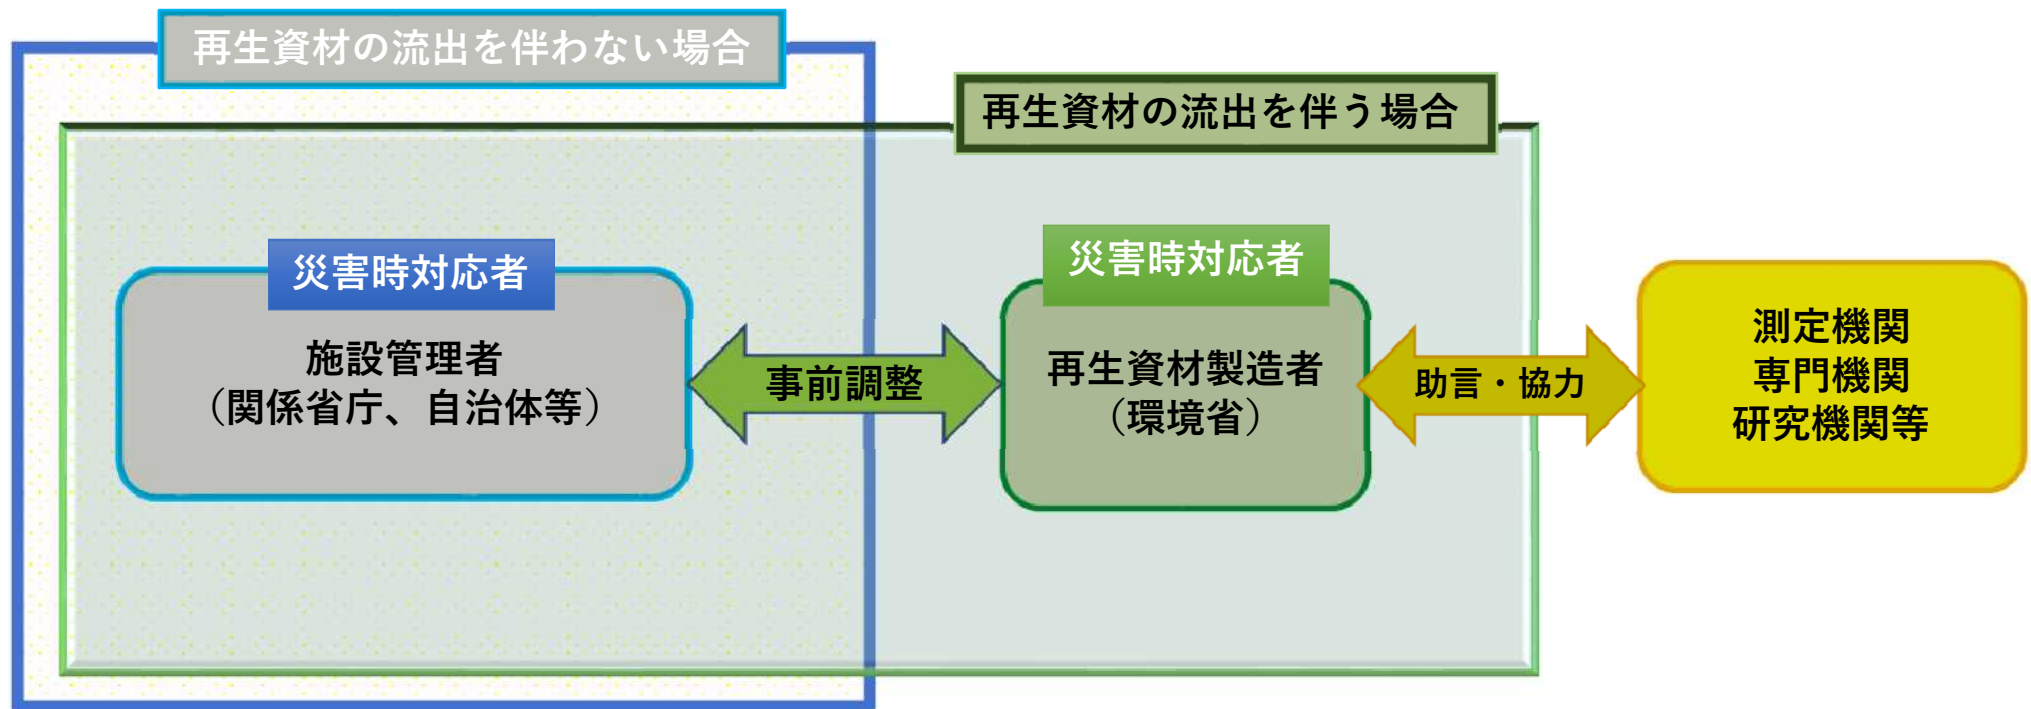 再生資材の流出を伴わない場合
再生資材の流出を伴う場合
災害時対応者
施設管理者
（関係省庁、自治体等）
事前調整
災害時対応者
再生資材製造者
（環境省）
助言・協力
測定機関
専門機関
研究機関等